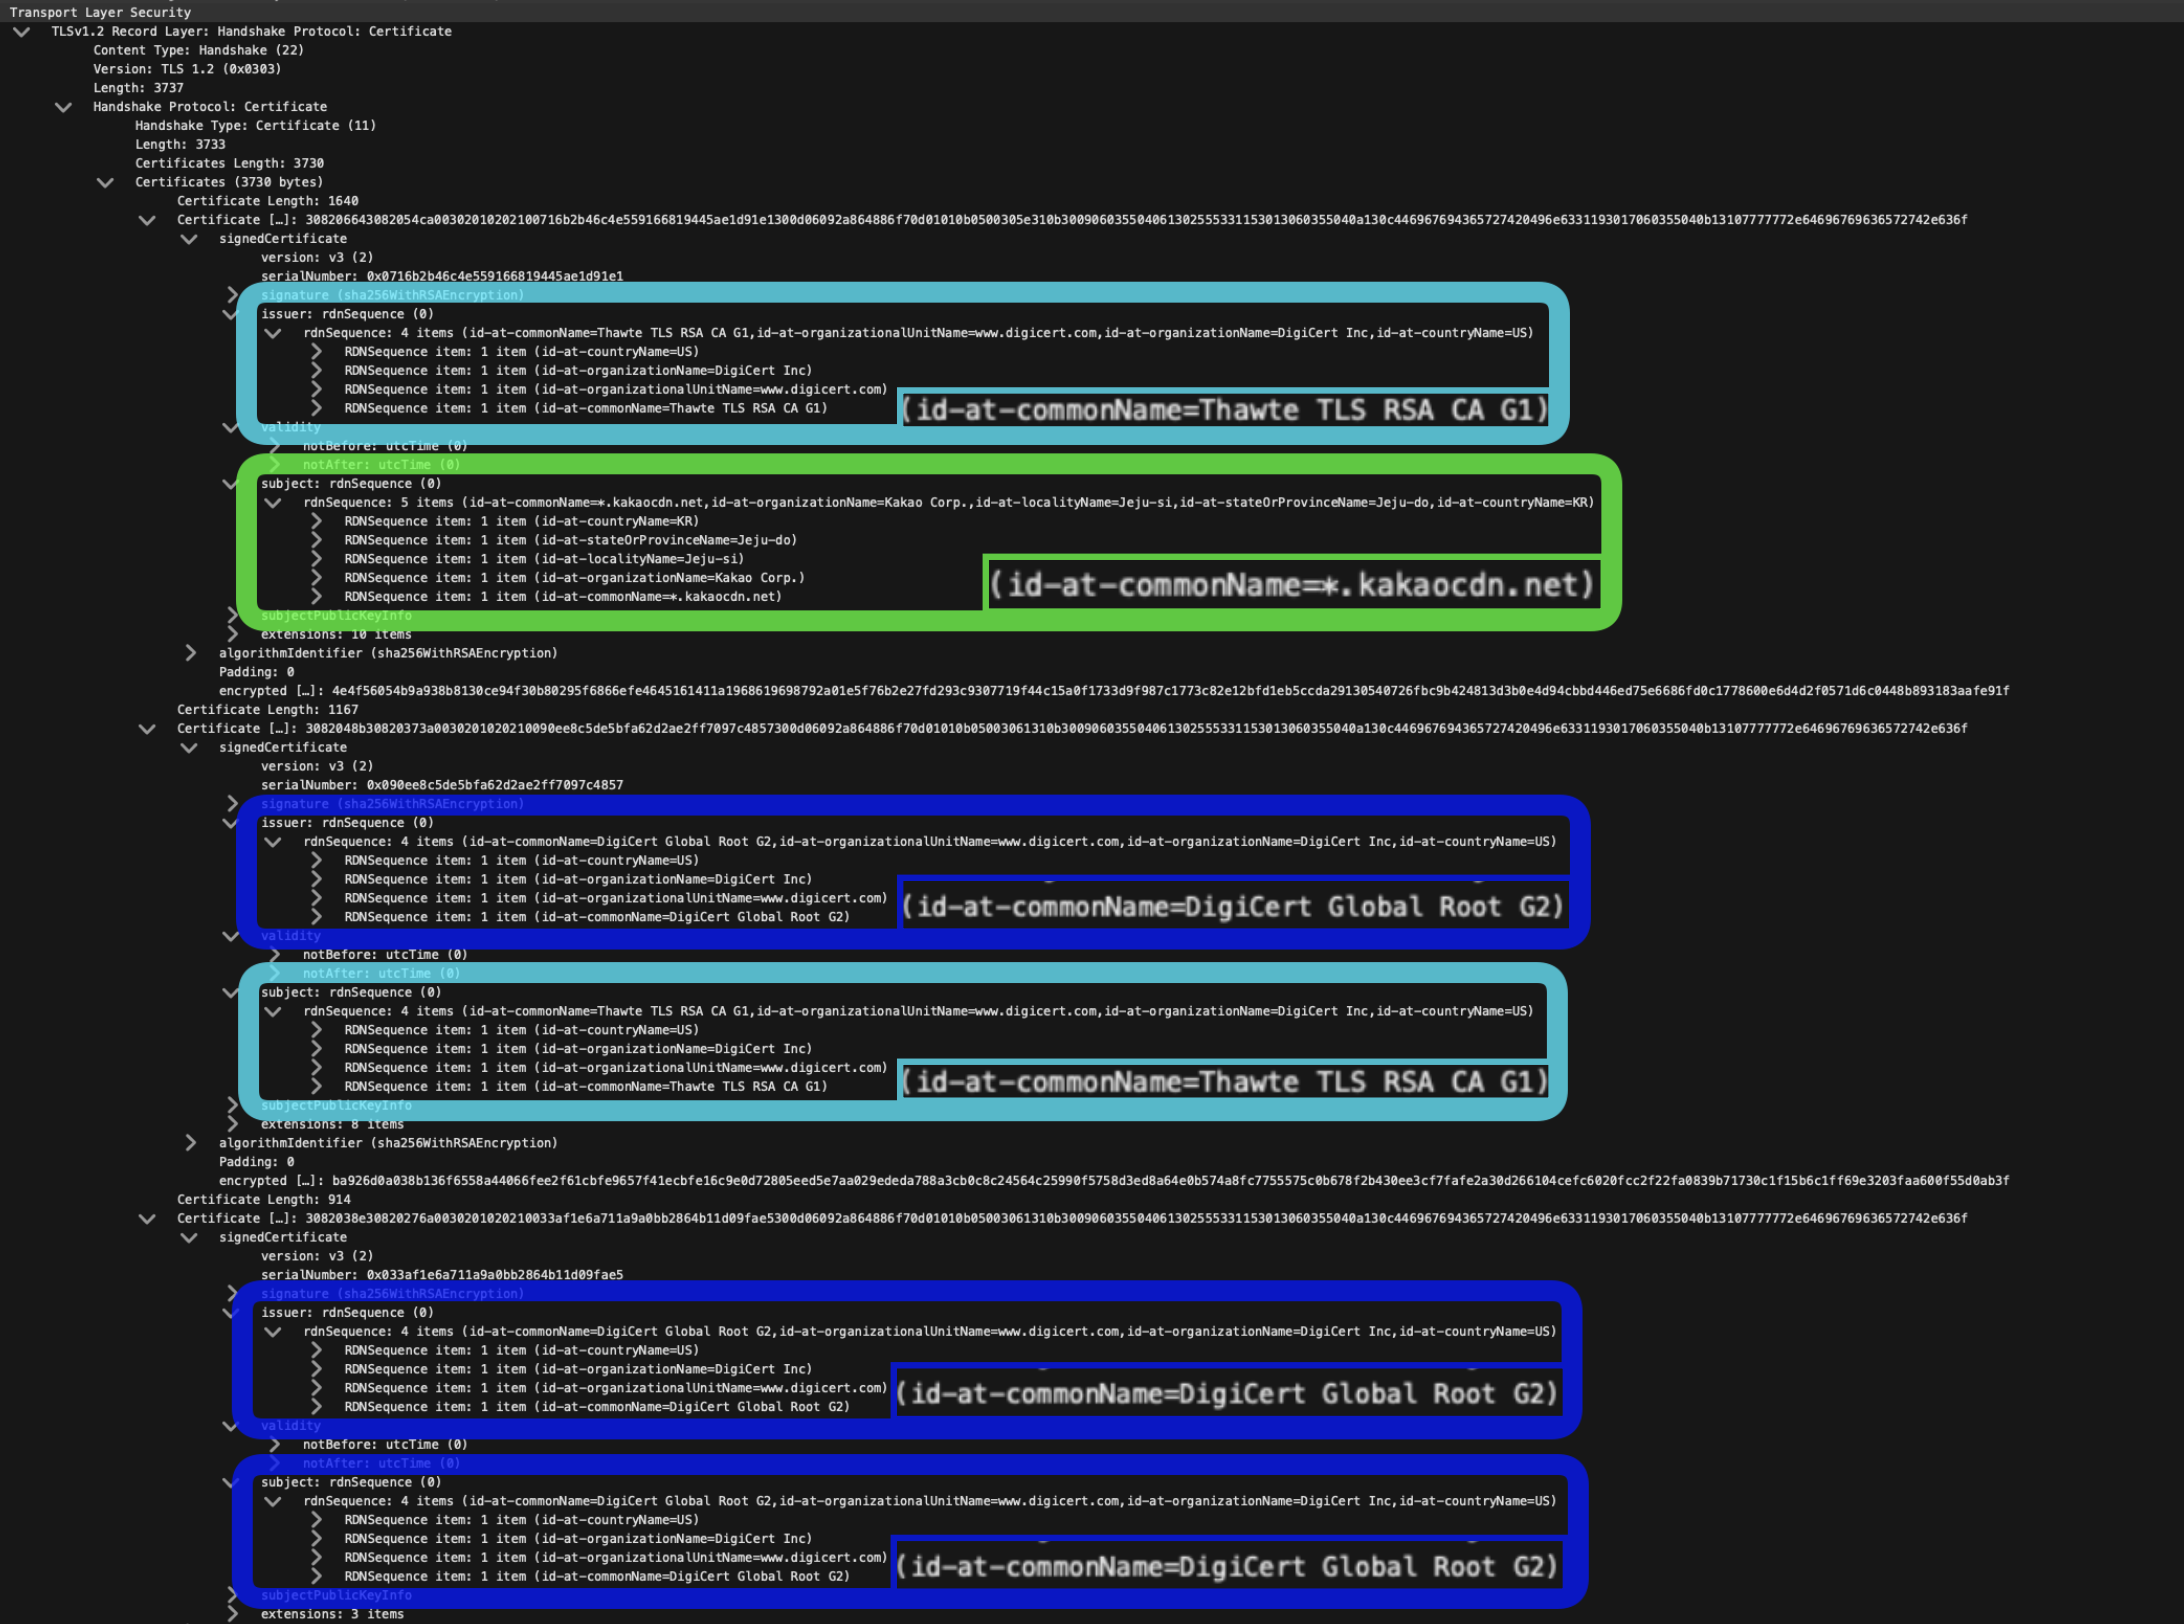 Transport Layer Security
TLSv1.2 Record Layer: Handshake Protocol: Certificate
Content Type: Handshake (22)
Version: TLS 1.2 (0x0303)
Length: 3737
Handshake Protocol: Certificate
Handshake Type: Certificate (11)
Length: 3733
Certificates Length: 3730
Certificates (3730 bytes)
Certificate Length: 1640
Certificate […]: 308206643082054ca00302010202100716b2b46c4e559166819445ae1d91e1300d06092a864886f70d01010b0500305e310b300906035504061302555331153013060355040a130c446967694365727420496e6331193017060355040b13107777772e64696769636572742e636f
signedCertificate
version: v3 (2)
serialNumber: 0x0716b2b46c4e559166819445ae1d91e1
signature (sha256WithRSAEncryption)
issuer: rdnSequence (0)
rdnSequence: 4 items (id-at-commonName=Thawte TLS RSA CA G1,id-at-organizationalUnitName=www.digicert.com,id-at-organizationName=DigiCert Inc,id-at-countryName=US)
RDNSequence item: 1 item (id-at-countryName=US)
RDNSequence item: 1 item (id-at-organizationName=DigiCert Inc)
RDNSequence item: 1 item (id-at-organizationalUnitName=www.digicert.com)
RDNSequence item: 1 item (id-at-commonName=Thawte TLS RSA CA G1)
(id-at-commonName=Thawte TLS RSA CA G1)
validity
notBefore: utcTime (0)
notAfter: utcTime (0)
subject: rdnSequence (0)
rdnSequence: 5 items (id-at-commonName=*.kakaocdn.net,id-at-organizationName=Kakao Corp.,id-at-localityName=Jeju-si,id-at-stateOrProvinceName=Jeju-do,id-at-countryName=KR)
RDNSequence item: 1 item (id-at-countryName=KR)
RDNSequence item: 1 item (id-at-stateOrProvinceName=Jeju-do)
RDNSequence item: 1 item (id-at-localityName=Jeju-si)
RDNSequence item: 1 item (id-at-organizationName=Kakao Corp.)
RDNSequence item: 1 item (id-at-commonName=*.kakaocdn.net)
(id-at-commonName=*.kakaocdn.net)
subjectPublicKeyInfo
extensions: 10 items
algorithmIdentifier (sha256WithRSAEncryption)
Padding: 0
encrypted […]: 4e4f56054b9a938b8130ce94f30b80295f6866efe4645161411a1968619698792a01e5f76b2e27fd293c9307719f44c15a0f1733d9f987c1773c82e12bfd1eb5ccda29130540726fbc9b424813d3b0e4d94cbbd446ed75e6686fd0c1778600e6d4d2f0571d6c0448b893183aafe91f
Certificate Length: 1167
Certificate […]: 3082048b30820373a0030201020210090ee8c5de5bfa62d2ae2ff7097c4857300d06092a864886f70d01010b05003061310b300906035504061302555331153013060355040a130c446967694365727420496e6331193017060355040b13107777772e64696769636572742e636f
signedCertificate
version: v3 (2)
serialNumber: 0x090ee8c5de5bfa62d2ae2ff7097c4857
signature (sha256WithRSAEncryption)
issuer: rdnSequence (0)
rdnSequence: 4 items (id-at-commonName=DigiCert Global Root G2,id-at-organizationalUnitName=www.digicert.com,id-at-organizationName=DigiCert Inc,id-at-countryName=US)
RDNSequence item: 1 item (id-at-countryName=US)
RDNSequence item: 1 item (id-at-organizationName=DigiCert Inc)
RDNSequence item: 1 item (id-at-organizationalUnitName=www.digicert.com)
RDNSequence item: 1 item (id-at-commonName=DigiCert Global Root G2)
(id-at-commonName=DigiCert Global Root G2)
validity
notBefore: utcTime (0)
notAfter: utcTime (0)
subject: rdnSequence (0)
rdnSequence: 4 items (id-at-commonName=Thawte TLS RSA CA G1,id-at-organizationalUnitName=www.digicert.com,id-at-organizationName=DigiCert Inc,id-at-countryName=US)
RDNSequence item: 1 item (id-at-countryName=US)
RDNSequence item: 1 item (id-at-organizationName=DigiCert Inc)
RDNSequence item: 1 item (id-at-organizationalUnitName=www.digicert.com)
RDNSequence item: 1 item (id-at-commonName=Thawte TLS RSA CA G1)
(id-at-commonName=Thawte TLS RSA CA G1)
subjectPublicKeyInfo
extensions: 8 items
algorithmIdentifier (sha256WithRSAEncryption)
Padding: 0
encrypted […]: ba926d0a038b136f6558a44066fee2f61cbfe9657f41ecbfe16c9e0d72805eed5e7aa029ededa788a3cb0c8c24564c25990f5758d3ed8a64e0b574a8fc7755575c0b678f2b430ee3cf7fafe2a30d266104cefc6020fcc2f22fa0839b71730c1f15b6c1ff69e3203faa600f55d0ab3f
Certificate Length: 914
Certificate […]: 3082038e30820276a0030201020210033af1e6a711a9a0bb2864b11d09fae5300d06092a864886f70d01010b05003061310b300906035504061302555331153013060355040a130c446967694365727420496e6331193017060355040b13107777772e64696769636572742e636f
signedCertificate
version: v3 (2)
serialNumber: 0x033af1e6a711a9a0bb2864b11d09fae5
signature (sha256WithRSAEncryption)
issuer: rdnSequence (0)
rdnSequence: 4 items (id-at-commonName=DigiCert Global Root G2,id-at-organizationalUnitName=www.digicert.com,id-at-organizationName=DigiCert Inc,id-at-countryName=US)
RDNSequence item: 1 item (id-at-countryName=US)
RDNSequence item: 1 item (id-at-organizationName=DigiCert Inc)
RDNSequence item: 1 item (id-at-organizationalUnitName=www.digicert.com)
RDNSequence item: 1 item (id-at-commonName=DigiCert Global Root G2)
(id-at-commonName=DigiCert Global Root G2)
validity
notBefore: utcTime (0)
notAfter: utcTime (0)
subject: rdnSequence (0)
rdnSequence: 4 items (id-at-commonName=DigiCert Global Root G2,id-at-organizationalUnitName=www.digicert.com,id-at-organizationName=DigiCert Inc,id-at-countryName=US)
RDNSequence item: 1 item (id-at-countryName=US)
RDNSequence item: 1 item (id-at-organizationName=DigiCert Inc)
RDNSequence item: 1 item (id-at-organizationalUnitName=www.digicert.com)
RDNSequence item: 1 item (id-at-commonName=DigiCert Global Root G2)
(id-at-commonName=DigiCert Global Root G2)
subjectPublicKeyInfo
extensions: 3 items